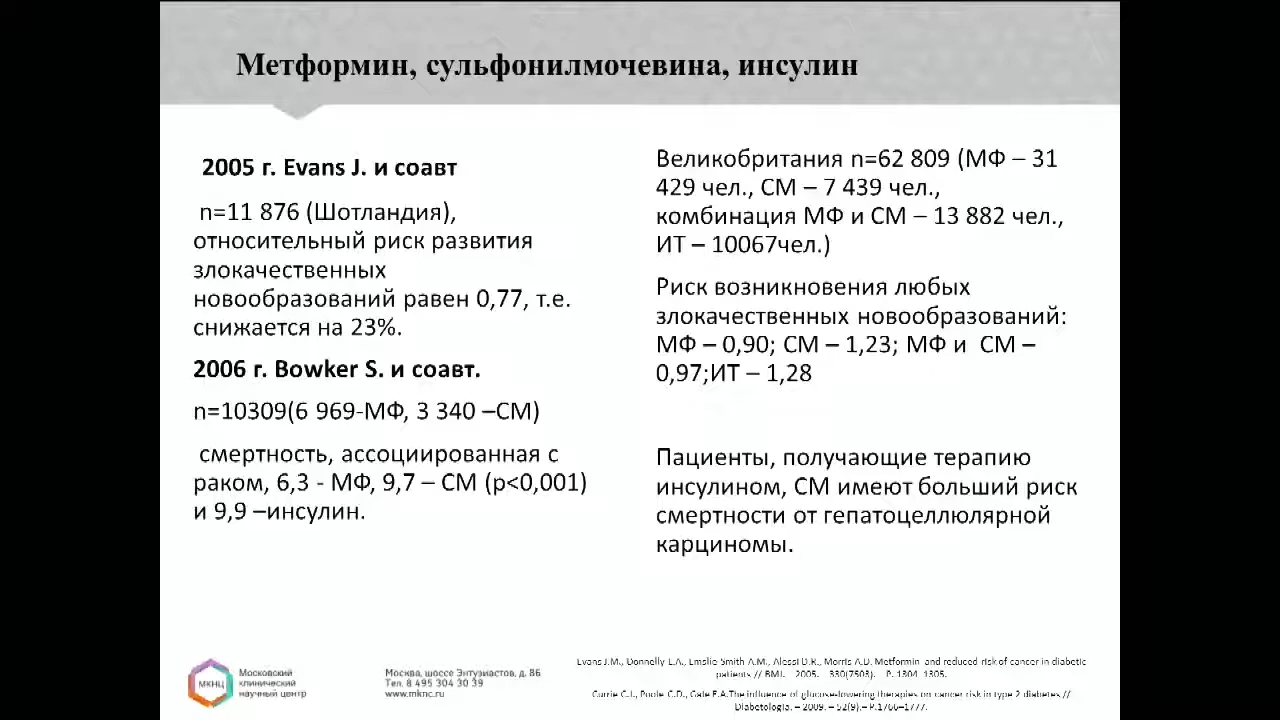 Метформин, сульфонилмочевина, инсулин
2005 г. Evans J. и соавт
n=11 876 (Шотландия),
относительный риск развития
злокачественных
новообразований равен 0,77, т.е.
снижается на 23%.
2006 г. Bowker S. и соавт.
n=10309(6 969-МФ, 3 340 –СМ)
смертность, ассоциированная с
раком, 6,3 - МФ, 9,7 – СМ (p<0,001)
и 9,9 –инсулин.
Великобритания n=62 809 (МФ – 31
429 чел., СМ – 7 439 чел.,
комбинация МФ и СМ – 13 882 чел.,
ИТ – 10067чел.)
Риск возникновения любых
злокачественных новообразований:
МФ – 0,90; СМ – 1,23; МФ и СМ –
0,97;ИТ – 1,28
Пациенты, получающие терапию
инсулином, СМ имеют больший риск
смертности от гепатоцеллюлярной
карциномы.
МКНЦ
Московский
клинический
научный центр
Москва, шоссе Энтузиастов, д. 86
Тел. 8 495 304 30 39
www.mknc.ru
Evans J.M., Donnelly L.A., Emslie-Smith A.M., Alessi D.R., Morris A.D. Metformin and reduced risk of cancer in diabetic
patients // BMJ. – 2005. – 330(7503). – P. 1304–1305.
Currie C.J., Poole C.D., Gale E.A.The influence of glucose-lowering therapies on cancer risk in type 2 diabetes //
Diabetologia. – 2009. – 52(9).– P.1766–1777.